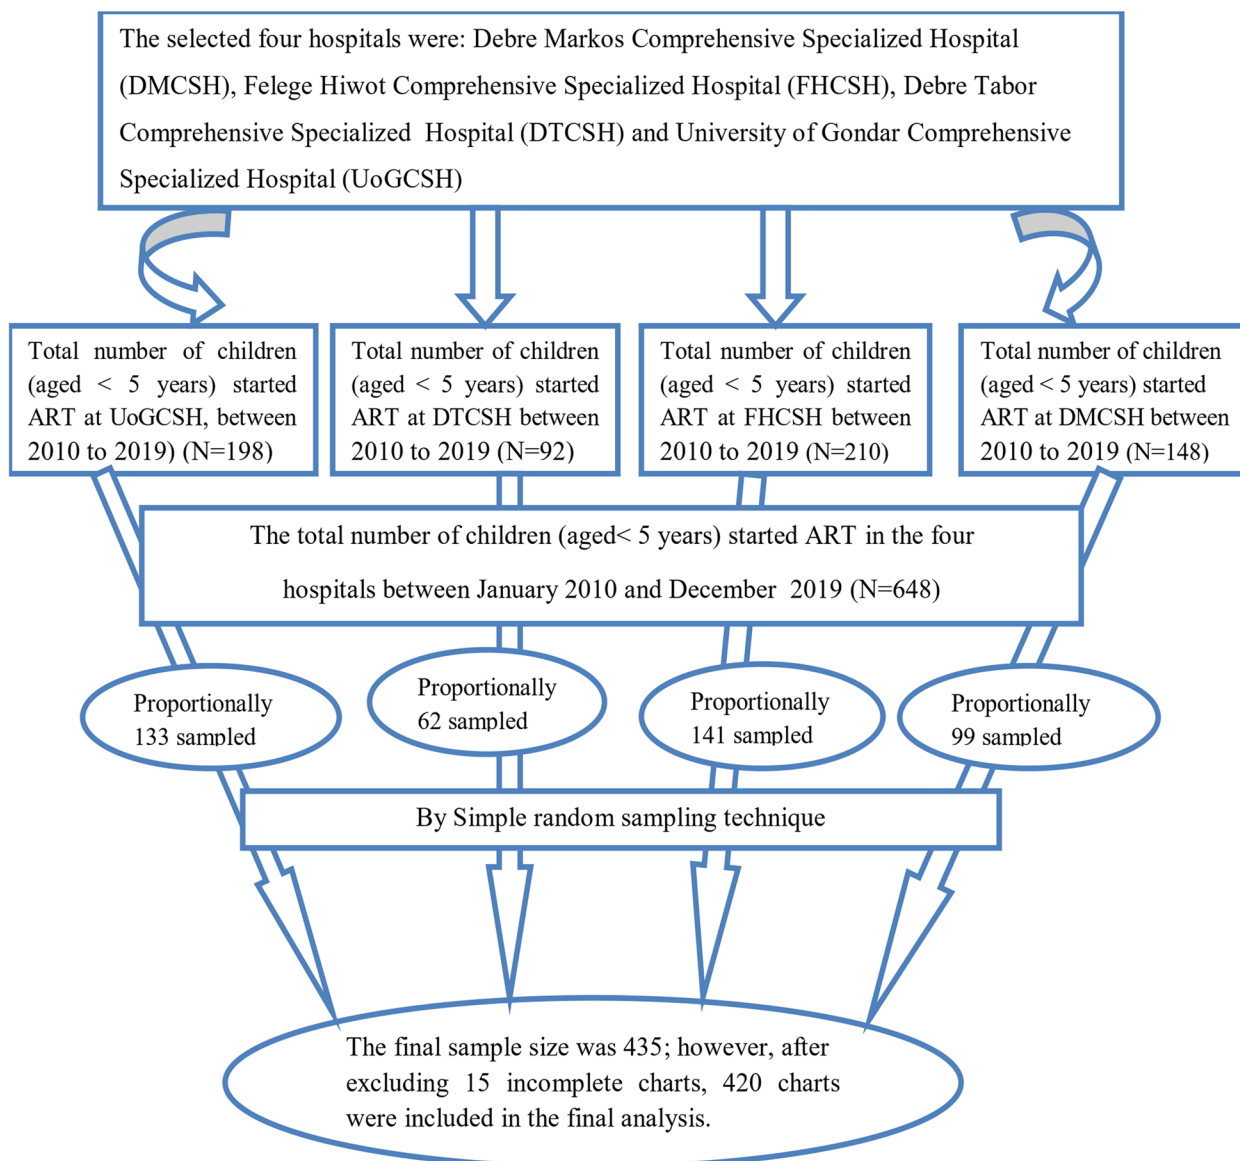 The selected four hospitals were: Debre Markos Comprehensive Specialized Hospital
(DMCSH), Felege Hiwot Comprehensive Specialized Hospital (FHCSH), Debre Tabor
Comprehensive Specialized Hospital (DTCSH) and University of Gondar Comprehensive
Specialized Hospital (UoGCSH)
Total number of children
(aged < 5 years) started
ART at UoGCSH, between
2010 to 2019) (N=198)
Total number of children
(aged < 5 years) started
ART at DTCSH between
2010 to 2019 (N=92)
Total number of children
(aged < 5 years) started
ART at FHCSH between
2010 to 2019 (N=210)
Total number of children
(aged < 5 years) started
ART at DMCSH between
2010 to 2019 (N=148)
The total number of children (aged< 5 years) started ART in the four
hospitals between January 2010 and December 2019 (N=648)
Proportionally
133 sampled
Proportionally
62 sampled
Proportionally
141 sampled
Proportionally
99 sampled
By Simple random sampling technique
The final sample size was 435; however, after
excluding 15 incomplete charts, 420 charts
were included in the final analysis.